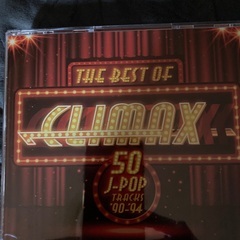 THE BEST OF
CLIMAX
50
J-POP
TRACKS
'90-'94